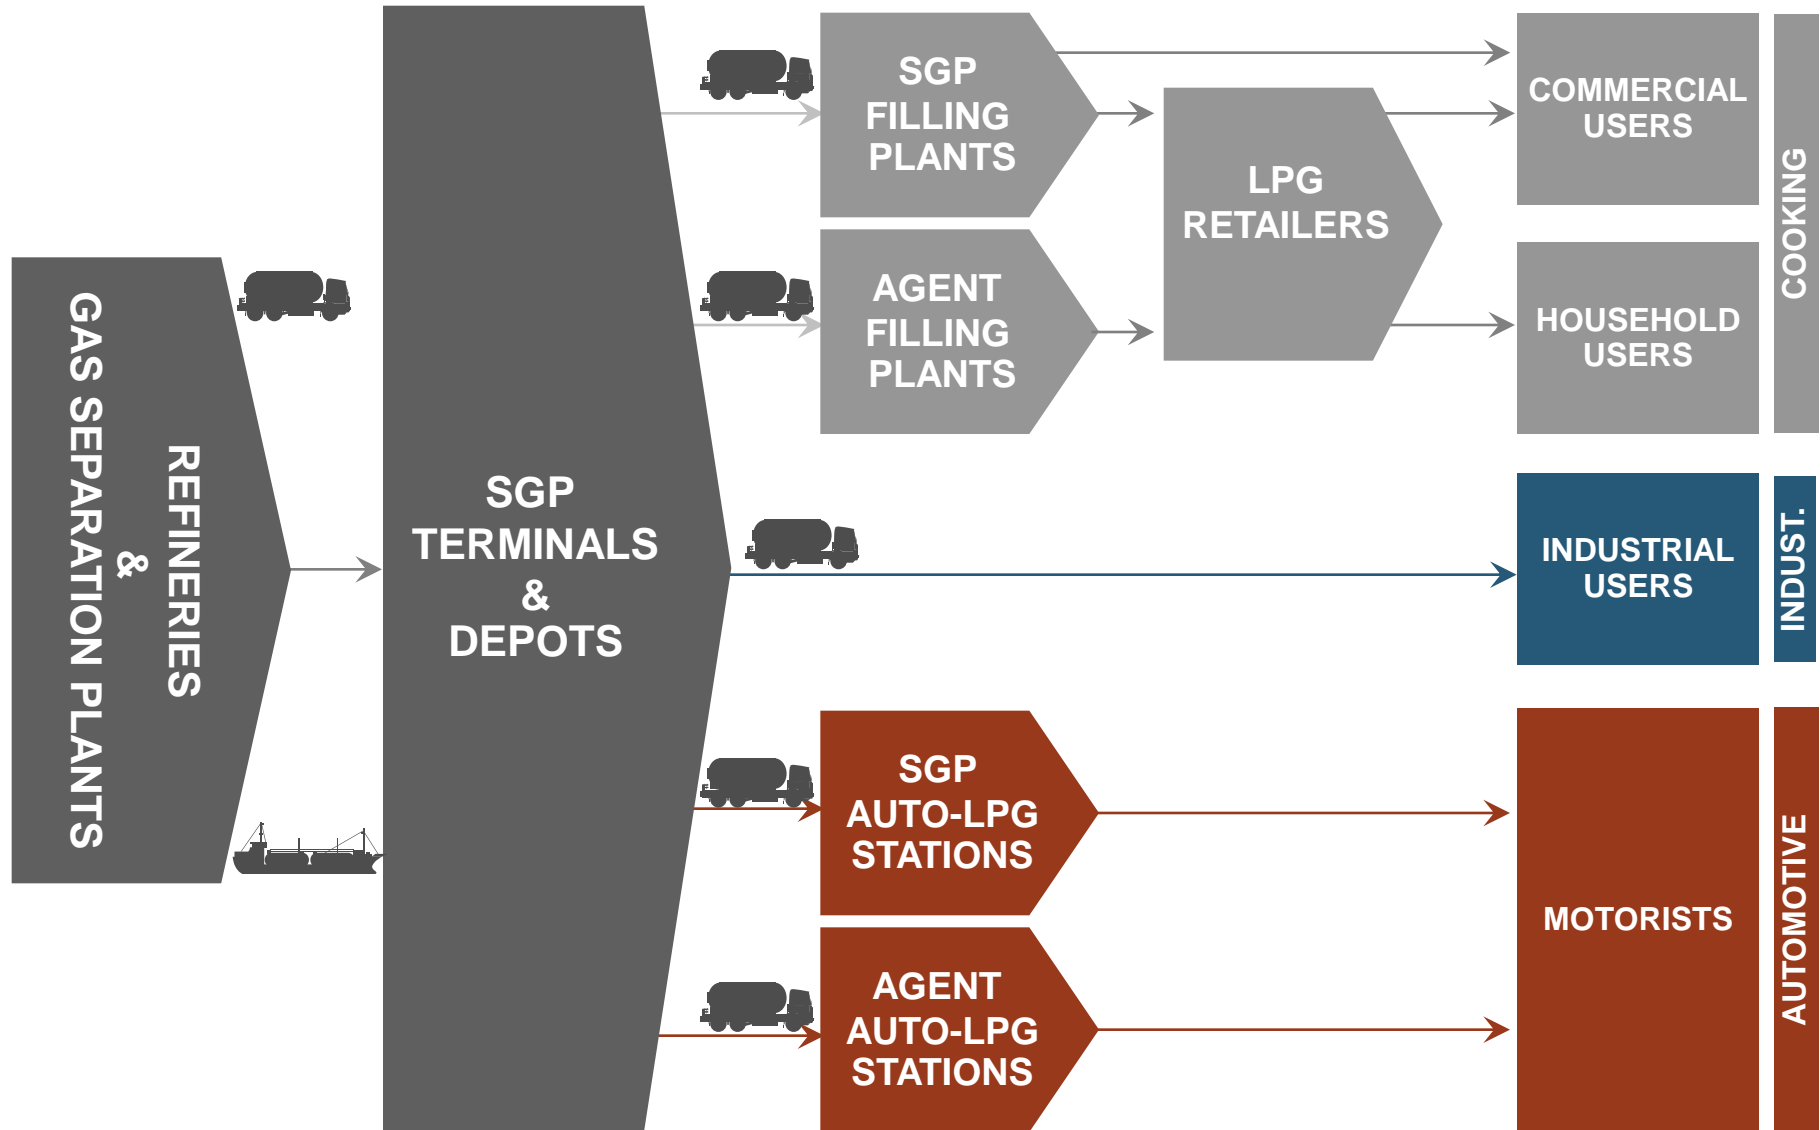 GAS SEPARATION PLANTS
&
REFINERIES
SGP
TERMINALS
&
DEPOTS
SGP
FILLING
PLANTS
AGENT
FILLING
PLANTS
LPG
RETAILERS
COMMERCIAL
USERS
HOUSEHOLD
USERS
COOKING
INDUSTRIAL
USERS
INDUST.
SGP
AUTO-LPG
STATIONS
AGENT
AUTO-LPG
STATIONS
MOTORISTS
AUTOMOTIVE